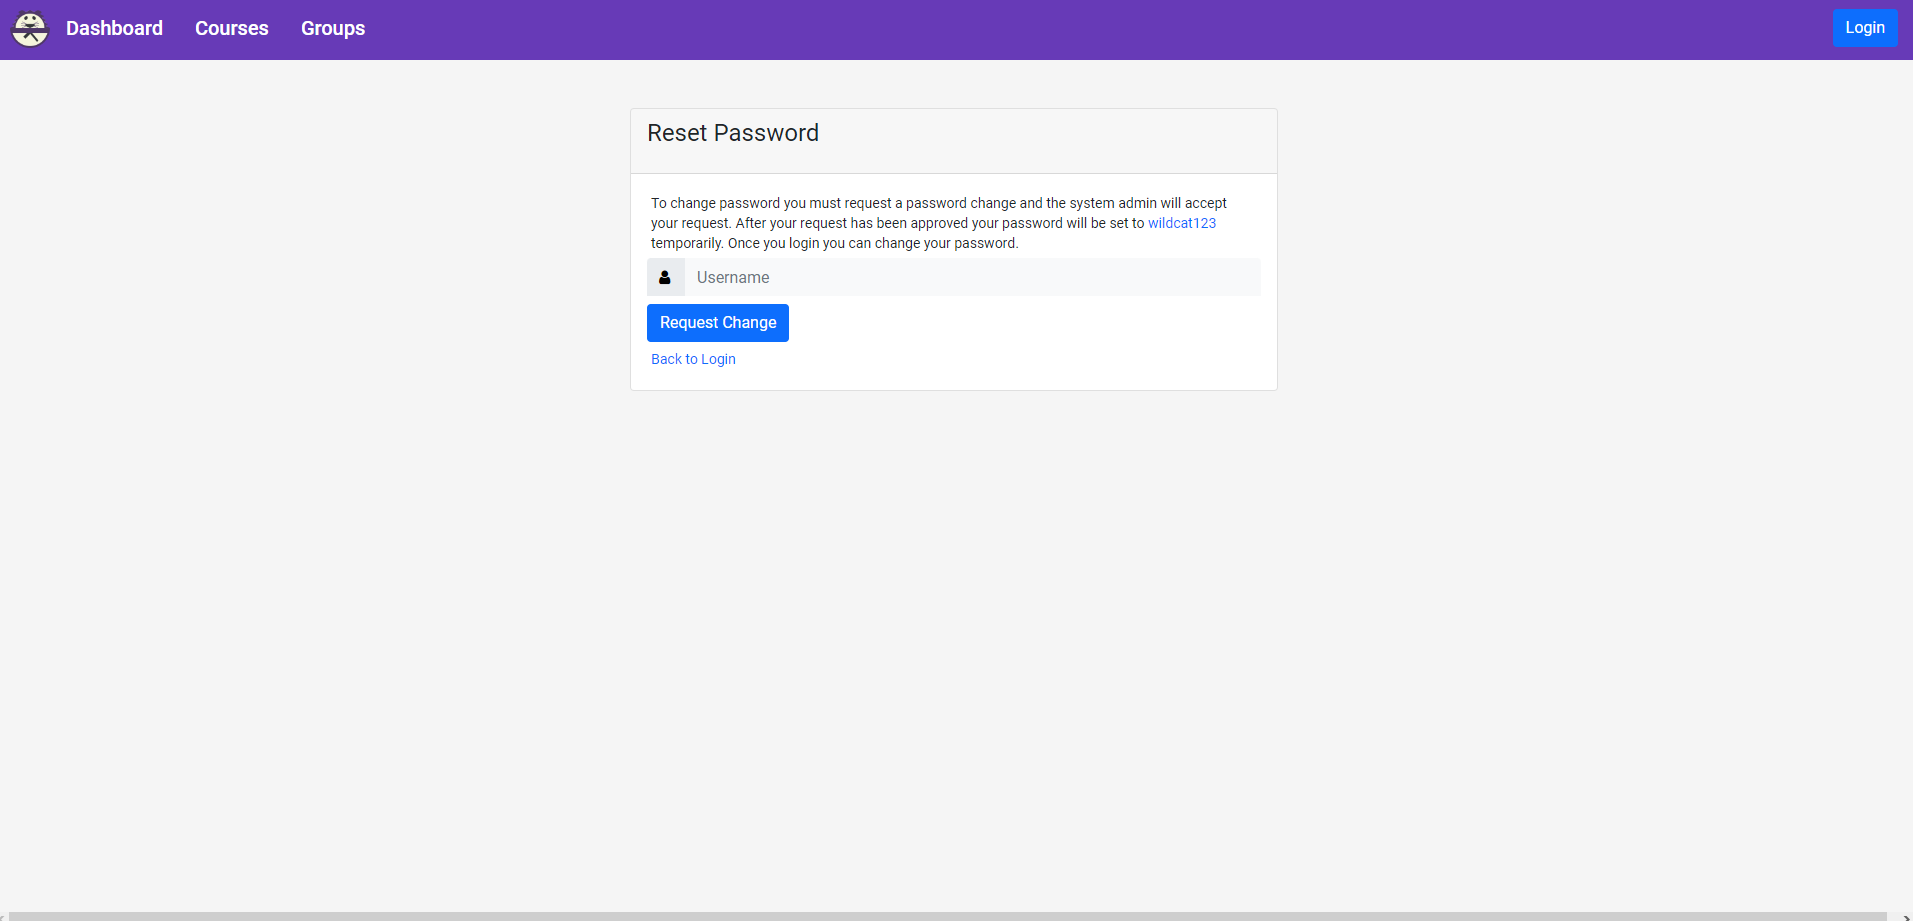 Dashboard Courses Groups Login
Reset Password
To change password you must request a password change and the system admin will accept
your request. After your request has been approved your password will be set to wildcat123
temporarily. Once you login you can change your password.
Username
Request Change
Back to Login